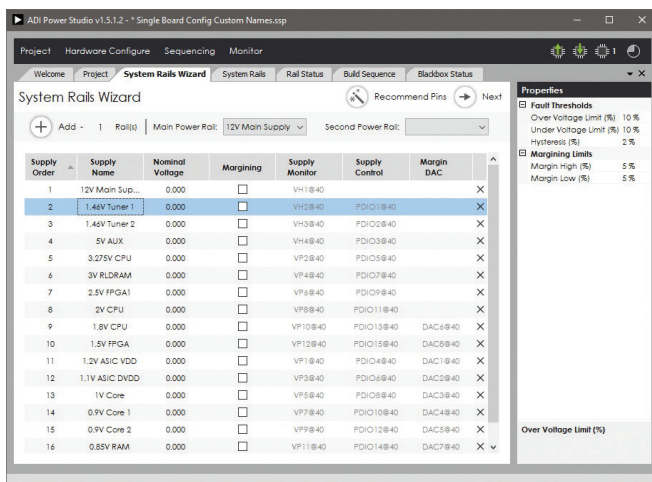 ADI Power Studio v1.5.1.2 - * Single Board Config Custom Names.ssp
Project Hardware Configure Sequencing Monitor 1
Welcome Project System Rails Wizard System Rails Rail Status Build Sequence Blackbox Status
System Rails Wizard Recommend Pins Next
Add - 1 Rail(s) Main Power Rail: 12V Main Supply Second Power Rail:
Supply Order Supply Name Nominal Voltage Margining Supply Monitor Supply Control Margin DAC
1 12V Main Sup... 0.000 VH1@40
2 1.46V Tuner 1 0.000 VH2@40 PDIO1@40
3 1.46V Tuner 2 0.000 VH3@40 PDIO2@40
4 5V AUX 0.000 VH4@40 PDIO3@40
5 3.275V CPU 0.000 VP2@40 PDIO5@40
6 3V RLDRAM 0.000 VP4@40 PDIO7@40
7 2.5V FPGA1 0.000 VP6@40 PDIO9@40
8 2V CPU 0.000 VP8@40 PDIO11@40
9 1.8V CPU 0.000 VP10@40 PDIO13@40 DAC6@40
10 1.5V FPGA 0.000 VP12@40 PDIO15@40 DAC8@40
11 1.2V ASIC VDD 0.000 VP1@40 PDIO4@40 DAC1@40
12 1.1V ASIC DVDD 0.000 VP3@40 PDIO6@40 DAC2@40
13 1V Core 0.000 VP5@40 PDIO8@40 DAC3@40
14 0.9V Core 1 0.000 VP7@40 PDIO10@40 DAC4@40
15 0.9V Core 2 0.000 VP9@40 PDIO12@40 DAC5@40
16 0.85V RAM 0.000 VP11@40 PDIO14@40 DAC7@40
Properties
Fault Thresholds
Over Voltage Limit (%) 10 %
Under Voltage Limit (%) 10 %
Hysteresis (%) 2 %
Margining Limits
Margin High (%) 5 %
Margin Low (%) 5 %
Over Voltage Limit (%)